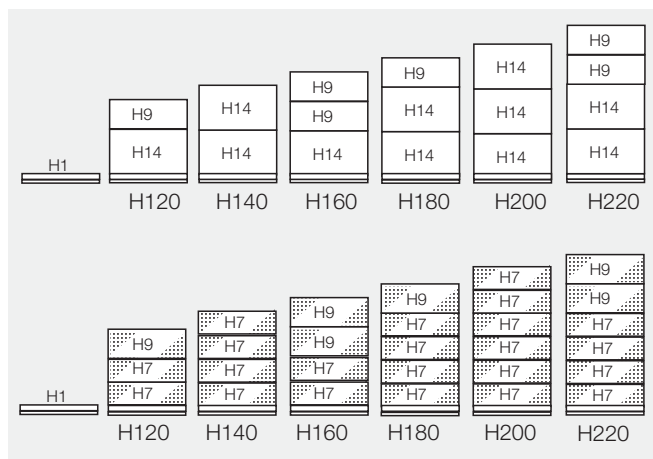 H9
H9 H14 H9
H9
H9 H14 H9 H14 H14 H14
H14 H14 H14 H14 H14 H14
H1
H120 H140 H160 H180 H200 H220
H7 H9
H9 H9 H7 H9
H7 H7 H7 H7
H9 H7 H9 H7 H7 H7
H7 H7 H7 H7 H7 H7
H7 H7 H7 H7 H7 H7
H1
H120 H140 H160 H180 H200 H220